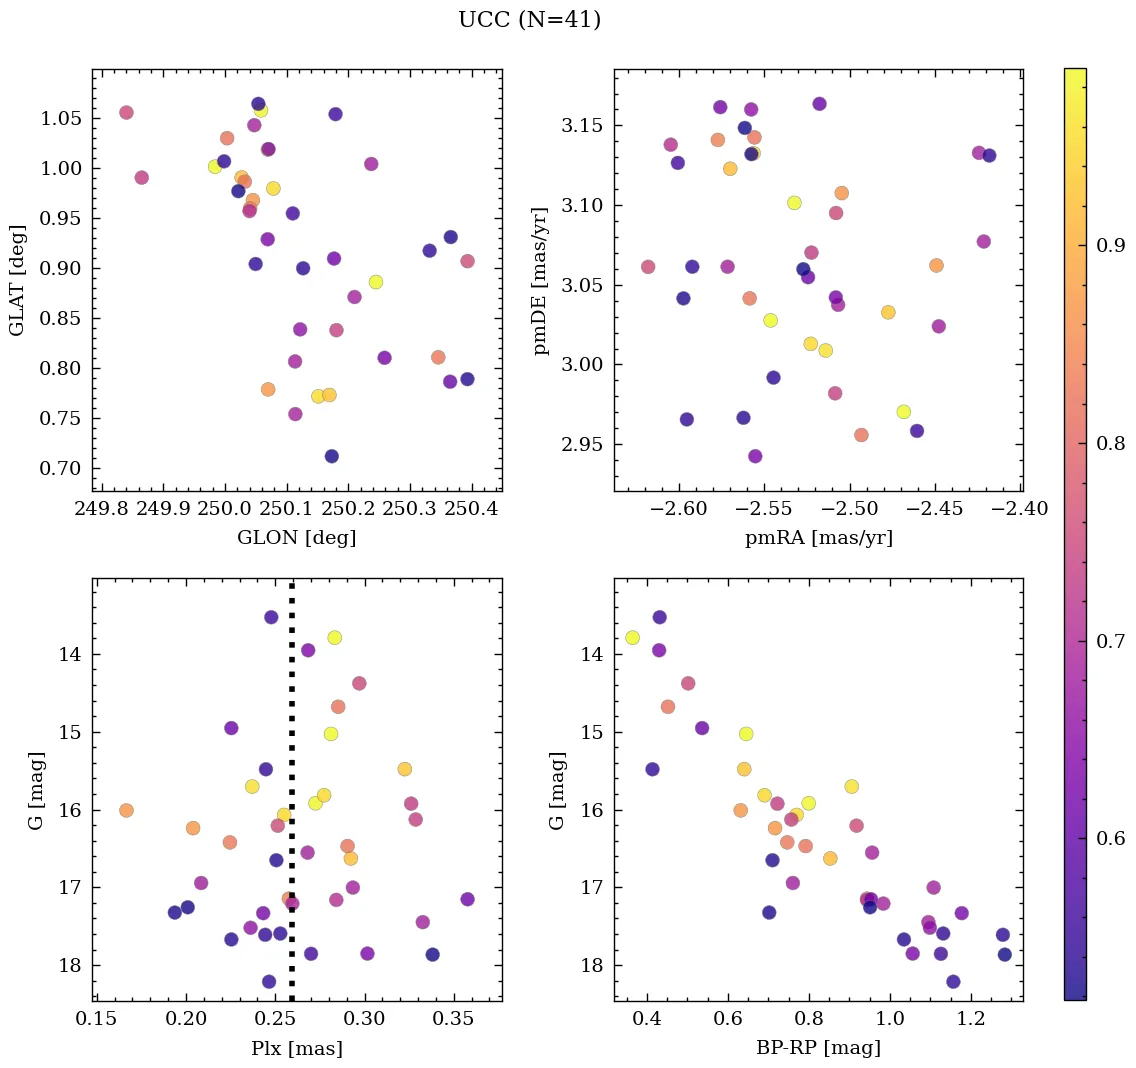 UCC (N=41)
1.05
1.00
0.95
0.90
0.85
0.80
0.75
0.70
GLAT [deg]
249.8 249.9 250.0 250.1 250.2 250.3 250.4
GLON [deg]
3.15
3.10
3.05
3.00
2.95
pmDE [mas/yr]
−2.60 −2.55 −2.50 −2.45 −2.40
pmRA [mas/yr]
14
15
16
17
18
G [mag]
0.15 0.20 0.25 0.30 0.35
Plx [mas]
14
15
16
17
18
G [mag]
0.4 0.6 0.8 1.0 1.2
BP-RP [mag]
0.9
0.8
0.7
0.6